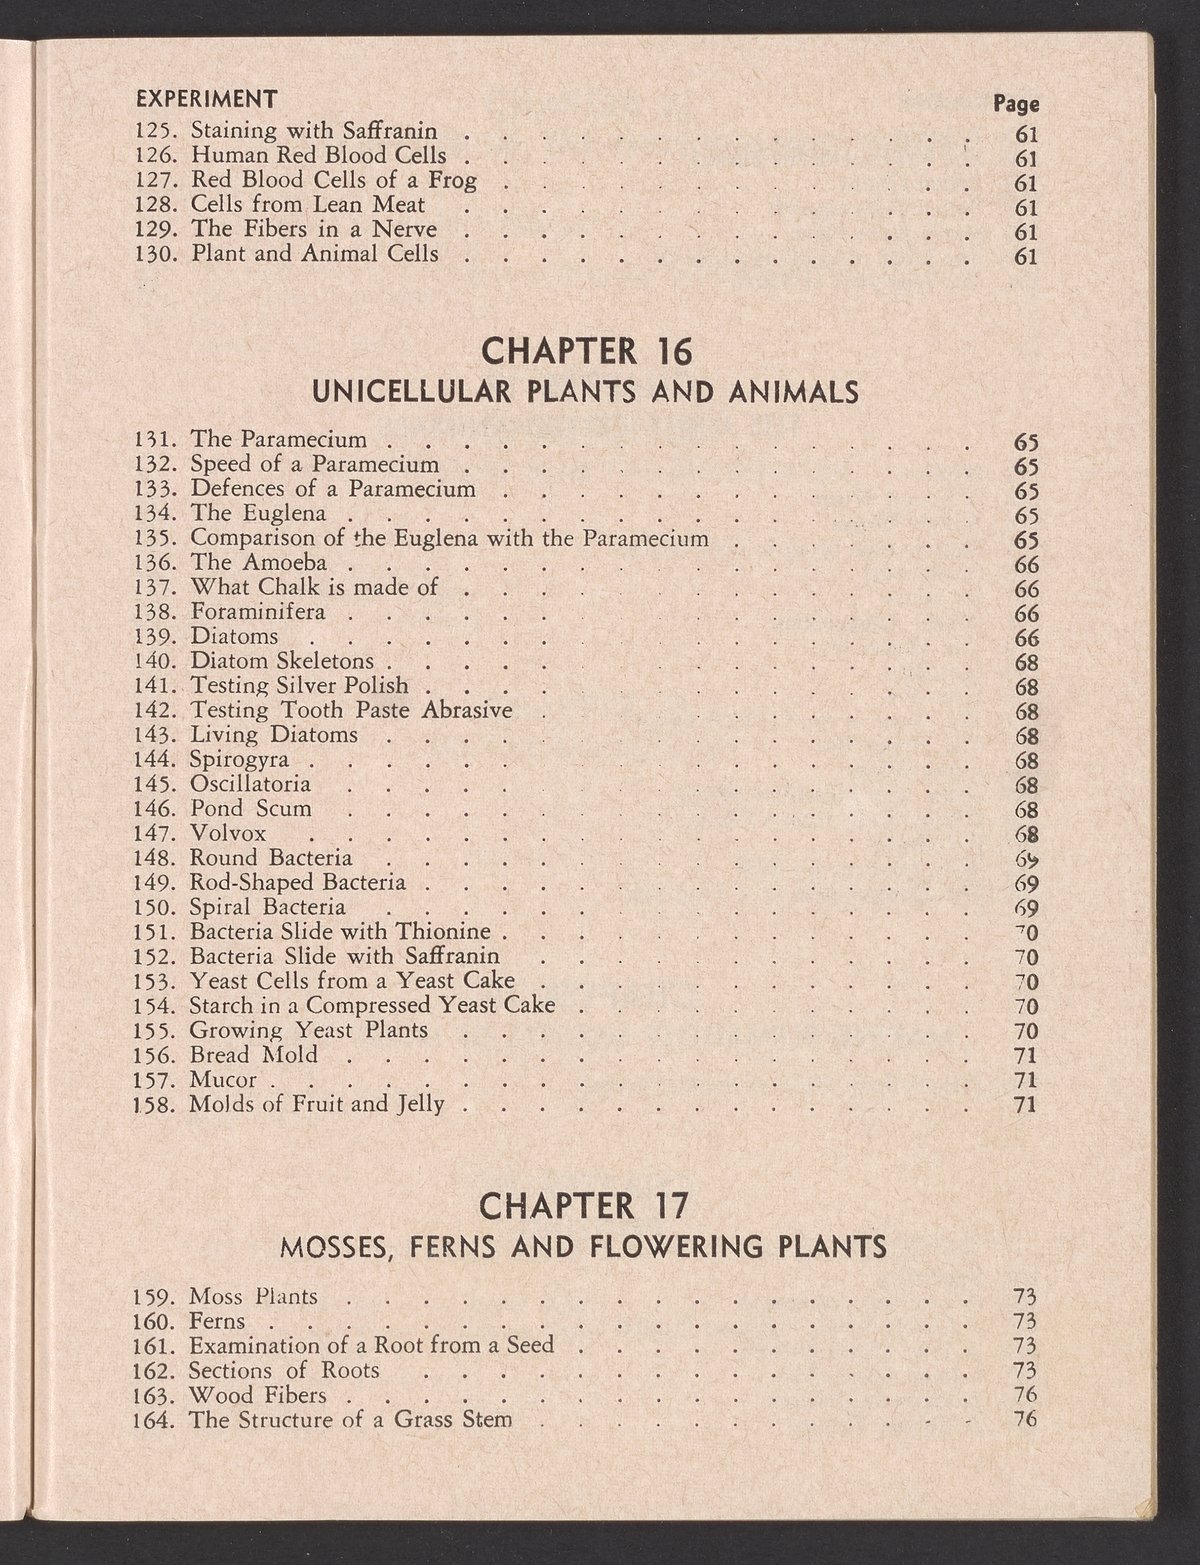 EXPERIMENT Page
125. Staining with Saffranin . . . . . . . . . . . . . . 61
126. Human Red Blood Cells . . . . . . . . . . . . . . 61
127. Red Blood Cells of a Frog . . . . . . . . . . . . . 61
128. Cells from Lean Meat . . . . . . . . . . . . . . 61
129. The Fibers in a Nerve . . . . . . . . . . . . . . 61
130. Plant and Animal Cells . . . . . . . . . . . . . . 61
CHAPTER 16
UNICELLULAR PLANTS AND ANIMALS
131. The Paramecium . . . . . . . . . . . . . . . . 65
132. Speed of a Paramecium . . . . . . . . . . . . . . 65
133. Defences of a Paramecium . . . . . . . . . . . . . 65
134. The Euglena . . . . . . . . . . . . . . . . . 65
135. Comparison of the Euglena with the Paramecium . . . . . . . 65
136. The Amoeba . . . . . . . . . . . . . . . . . 66
137. What Chalk is made of . . . . . . . . . . . . . . 66
138. Foraminifera . . . . . . . . . . . . . . . . . 66
139. Diatoms . . . . . . . . . . . . . . . . . . 66
140. Diatom Skeletons . . . . . . . . . . . . . . . . 68
141. Testing Silver Polish . . . . . . . . . . . . . . . 68
142. Testing Tooth Paste Abrasive . . . . . . . . . . . . 68
143. Living Diatoms . . . . . . . . . . . . . . . . 68
144. Spirogyra . . . . . . . . . . . . . . . . . . 68
145. Oscillatoria . . . . . . . . . . . . . . . . . 68
146. Pond Scum . . . . . . . . . . . . . . . . . 68
147. Volvox . . . . . . . . . . . . . . . . . . 68
148. Round Bacteria . . . . . . . . . . . . . . . . 69
149. Rod-Shaped Bacteria . . . . . . . . . . . . . . . 69
150. Spiral Bacteria . . . . . . . . . . . . . . . . 69
151. Bacteria Slide with Thionine . . . . . . . . . . . . . 70
152. Bacteria Slide with Saffranin . . . . . . . . . . . . 70
153. Yeast Cells from a Yeast Cake . . . . . . . . . . . . 70
154. Starch in a Compressed Yeast Cake . . . . . . . . . . . 70
155. Growing Yeast Plants . . . . . . . . . . . . . . 70
156. Bread Mold . . . . . . . . . . . . . . . . . 71
157. Mucor . . . . . . . . . . . . . . . . . . . 71
158. Molds of Fruit and Jelly . . . . . . . . . . . . . . 71
CHAPTER 17
MOSSES, FERNS AND FLOWERING PLANTS
159. Moss Plants . . . . . . . . . . . . . . . . . 73
160. Ferns . . . . . . . . . . . . . . . . . . . 73
161. Examination of a Root from a Seed . . . . . . . . . . . 73
162. Sections of Roots . . . . . . . . . . . . . . . 73
163. Wood Fibers . . . . . . . . . . . . . . . . . 76
164. The Structure of a Grass Stem . . . . . . . . . . . . 76